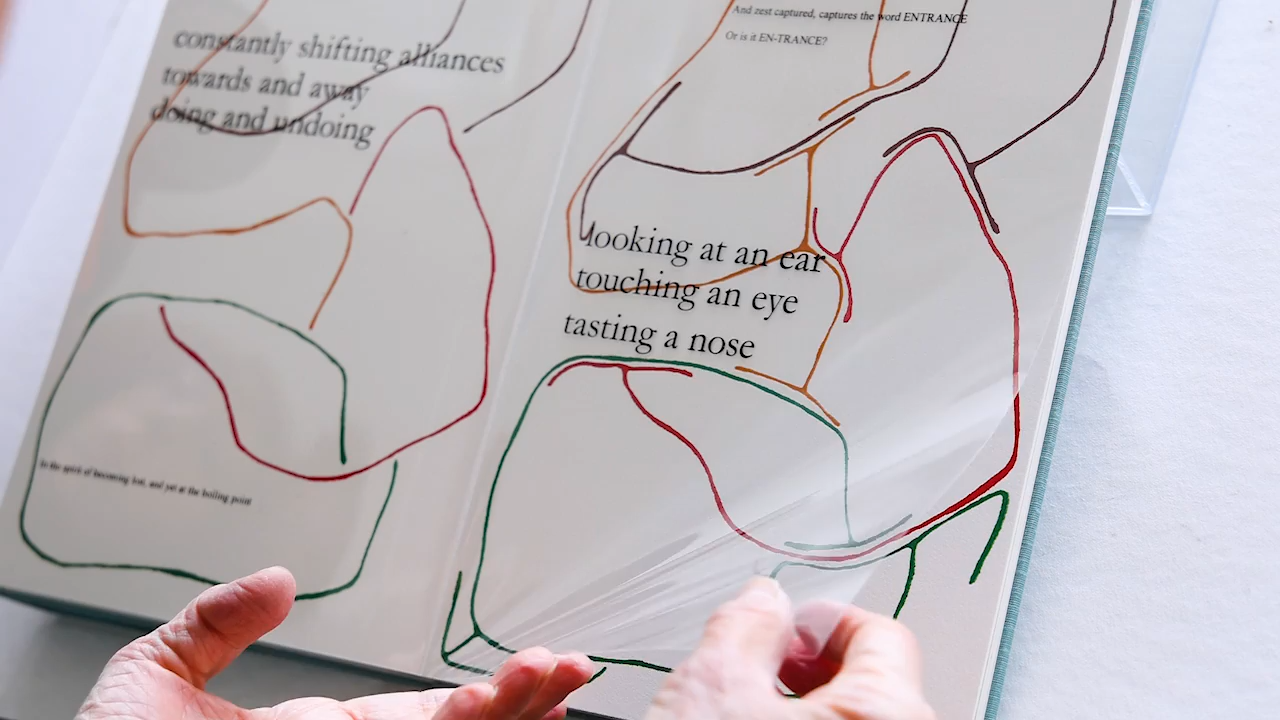 constantly shifting alliances
towards and away
doing and undoing
In the spirit of becoming lost, and yet at the boiling point
And zest captured, captures the word ENTRANCE
Or is it EN-TRANCE?
looking at an ear
touching an eye
tasting a nose